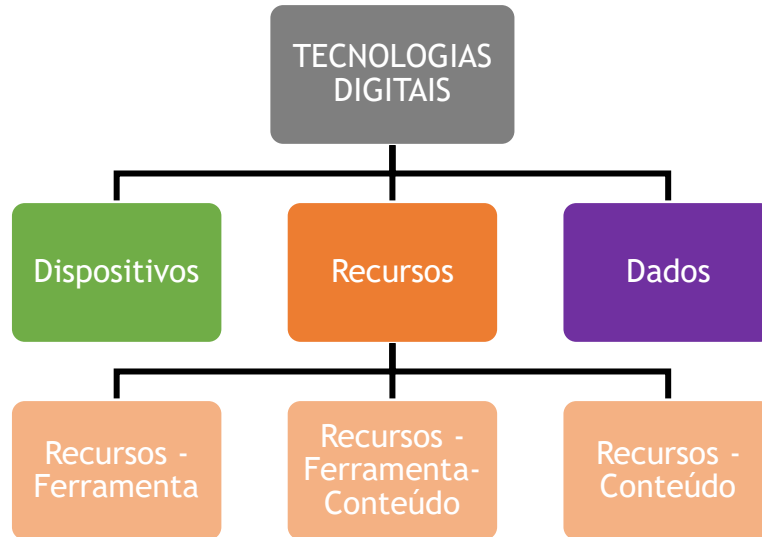 TECNOLOGIAS
DIGITAIS
Dispositivos
Recursos
Dados
Recursos -
Ferramenta
Recursos -
Ferramenta-
Conteúdo
Recursos -
Conteúdo